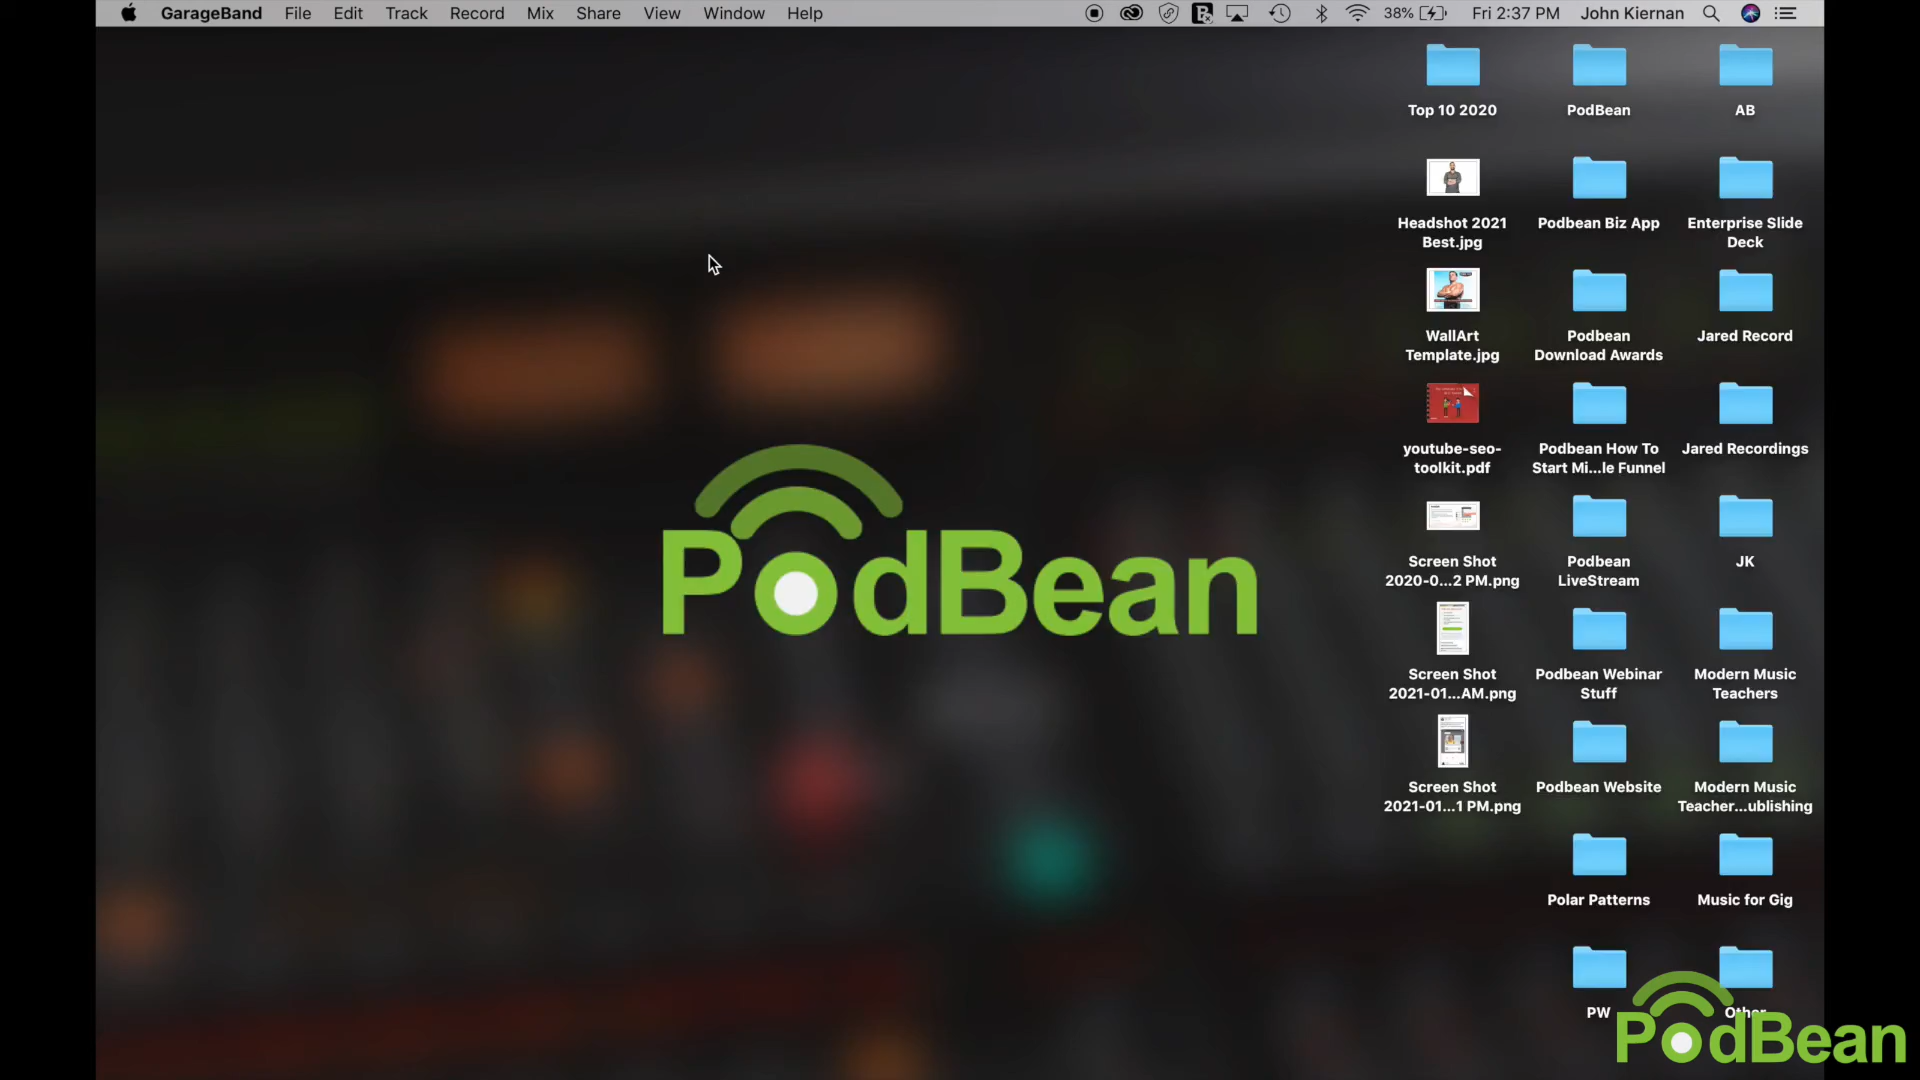 GarageBand File Edit Track Record Mix Share View Window Help 38% Fri 2:37 PM John Kiernan
Top 10 2020
PodBean
AB
Headshot 2021
Best.jpg
Podbean Biz App
Enterprise Slide
Deck
WallArt
Template.jpg
Podbean
Download Awards
Jared Record
youtube-seo-
toolkit.pdf
Podbean How To
Start Mi...le Funnel
Jared Recordings
Screen Shot
2020-0...2 PM.png
Podbean
LiveStream
JK
Screen Shot
2021-01...AM.png
Podbean Webinar
Stuff
Modern Music
Teachers
Screen Shot
2021-01...1 PM.png
Podbean Website
Modern Music
Teacher...ublishing
Polar Patterns
Music for Gig
PW
Other
PodBean
PodBean